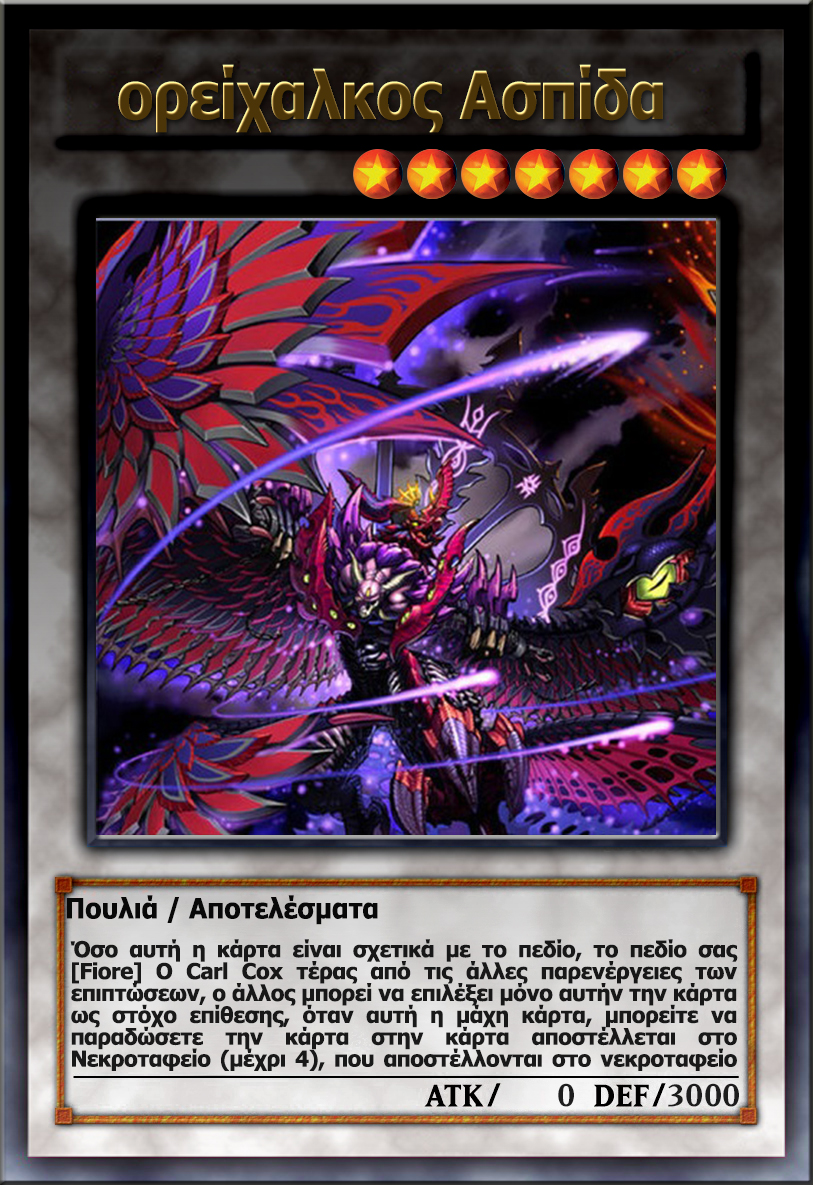 ορείχαλκος Ασπίδα
Πουλιά / Αποτελέσματα
Όσο αυτή η κάρτα είναι σχετικά με το πεδίο, το πεδίο σας
[Fiore] Ο Carl Cox τέρας από τις άλλες παρενέργειες των
επιπτώσεων, ο άλλος μπορεί να επιλέξει μόνο αυτήν την κάρτα
ως στόχο επίθεσης, όταν αυτή η μάχη κάρτα, μπορείτε να
παραδώσετε την κάρτα στην κάρτα αποστέλλεται στο
Νεκροταφείο (μέχρι 4), που αποστέλλονται στο νεκροταφείο
ATK/ 0 DEF/3000